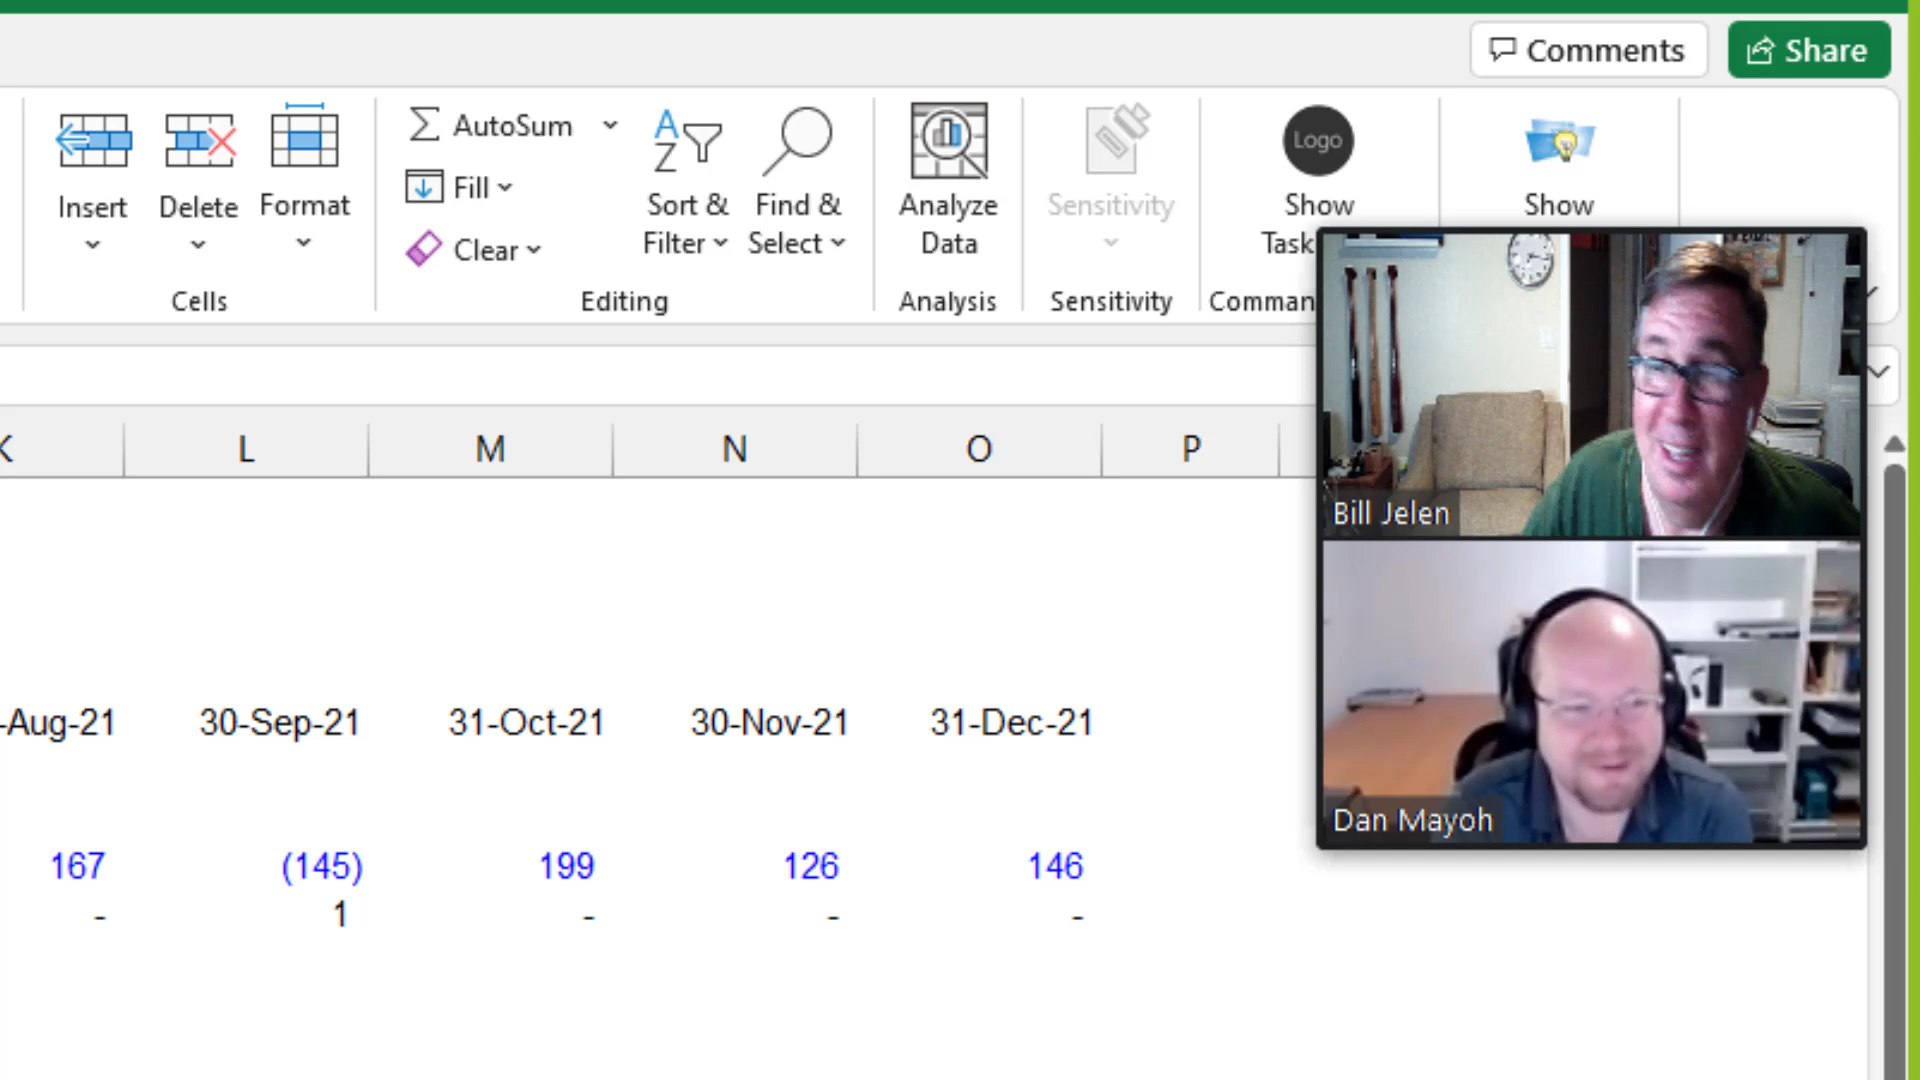 Comments
Share
AutoSum
Fill
Clear
Insert
Delete
Format
Sort &
Filter
Find &
Select
Analyze
Data
Sensitivity
Logo
Show
Task
Show
Cells
Editing
Analysis
Sensitivity
Comman
K
L
M
N
O
P
Bill Jelen
-Aug-21
30-Sep-21
31-Oct-21
30-Nov-21
31-Dec-21
Dan Mayoh
167
(145)
199
126
146
-
1
-
-
-